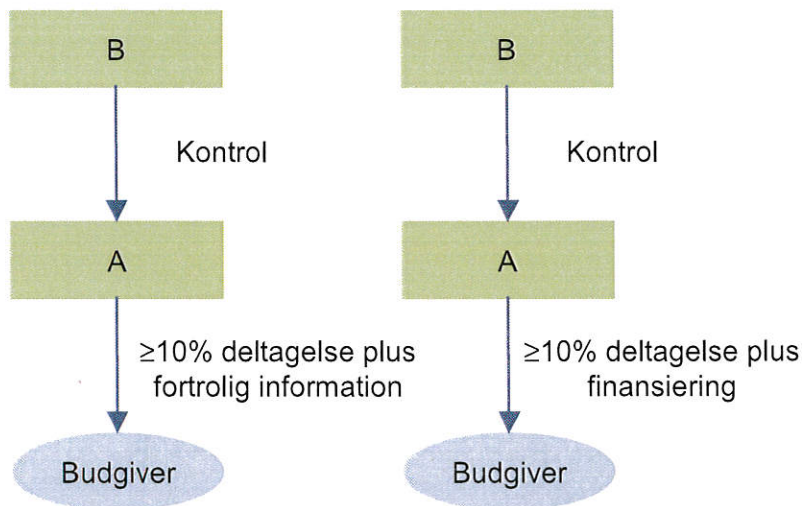 B
Kontrol
A
≥10% deltagelse plus
fortrolig information
Budgiver
B
Kontrol
A
≥10% deltagelse plus
finansiering
Budgiver